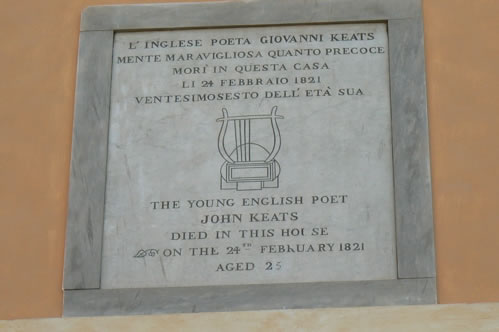 L' INGLESE POETA GIOVANNI KEATS
MENTE MARAVIGLIOSA QUANTO PRECOCE
MORI' IN QUESTA CASA
LI 24 FEBBRAIO 1821
VENTESIMOSESTO DELL' ETÀ SUA
THE YOUNG ENGLISH POET
JOHN KEATS
DIED IN THIS HOUSE
ON THE 24TH FEBRUARY 1821
AGED 25